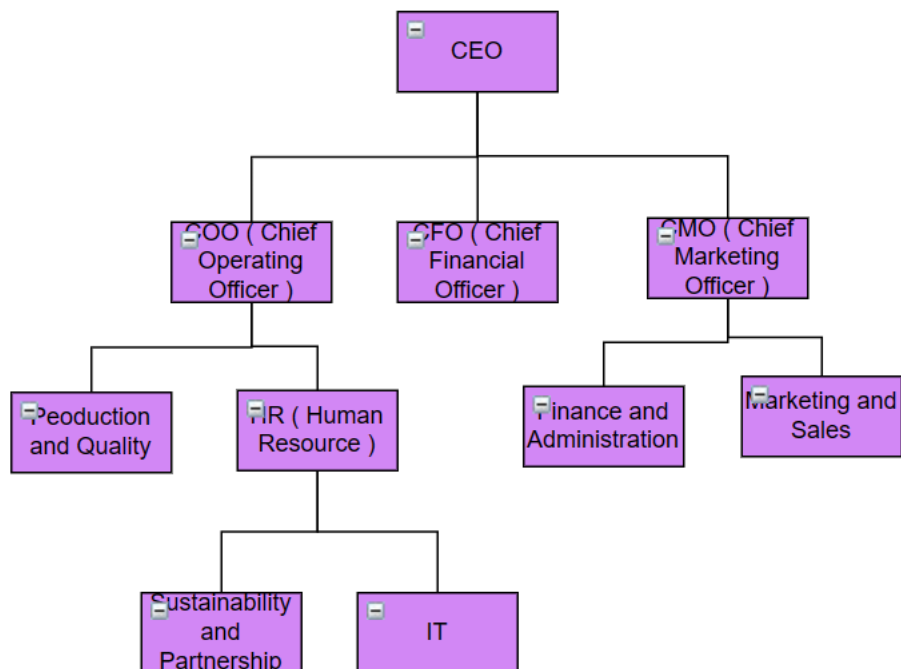 CEO
COO ( Chief
Operating
Officer )
CFO ( Chief
Financial
Officer )
CMO ( Chief
Marketing
Officer )
Peoduction
and Quality
HR ( Human
Resource )
Finance and
Administration
Marketing and
Sales
Sustainability
and
Partnership
IT